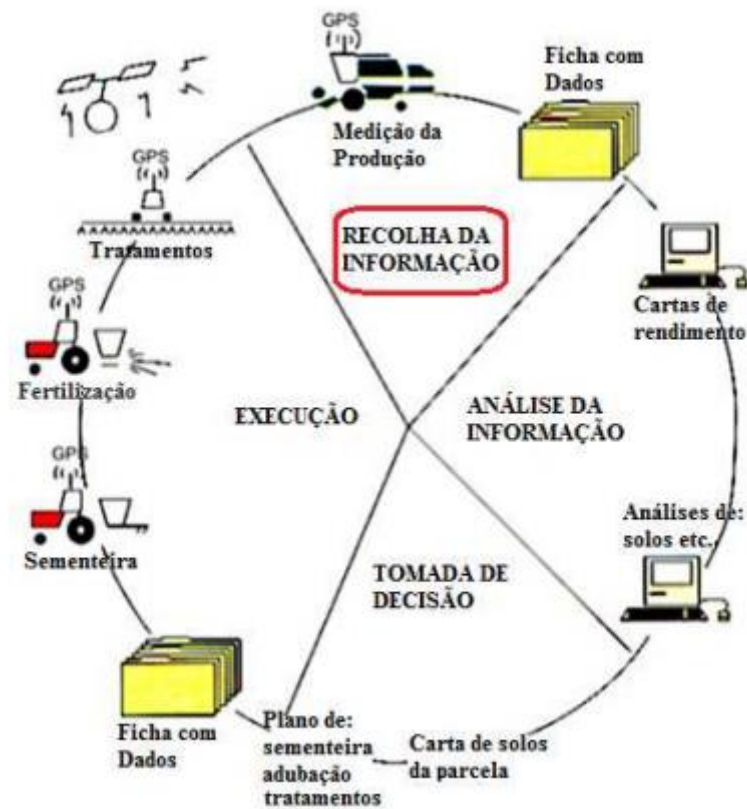 GPS
Medição da
Produção
Ficha com
Dados
RECOLHA DA
INFORMAÇÃO
Cartas de
rendimento
ANÁLISE DA
INFORMAÇÃO
Análises de:
solos etc.
TOMADA DE
DECISÃO
Carta de solos
da parcela
Plano de:
sementeira
adubação
tratamentos
Ficha com
Dados
EXECUÇÃO
GPS
Sementeira
GPS
Fertilização
GPS
Tratamentos